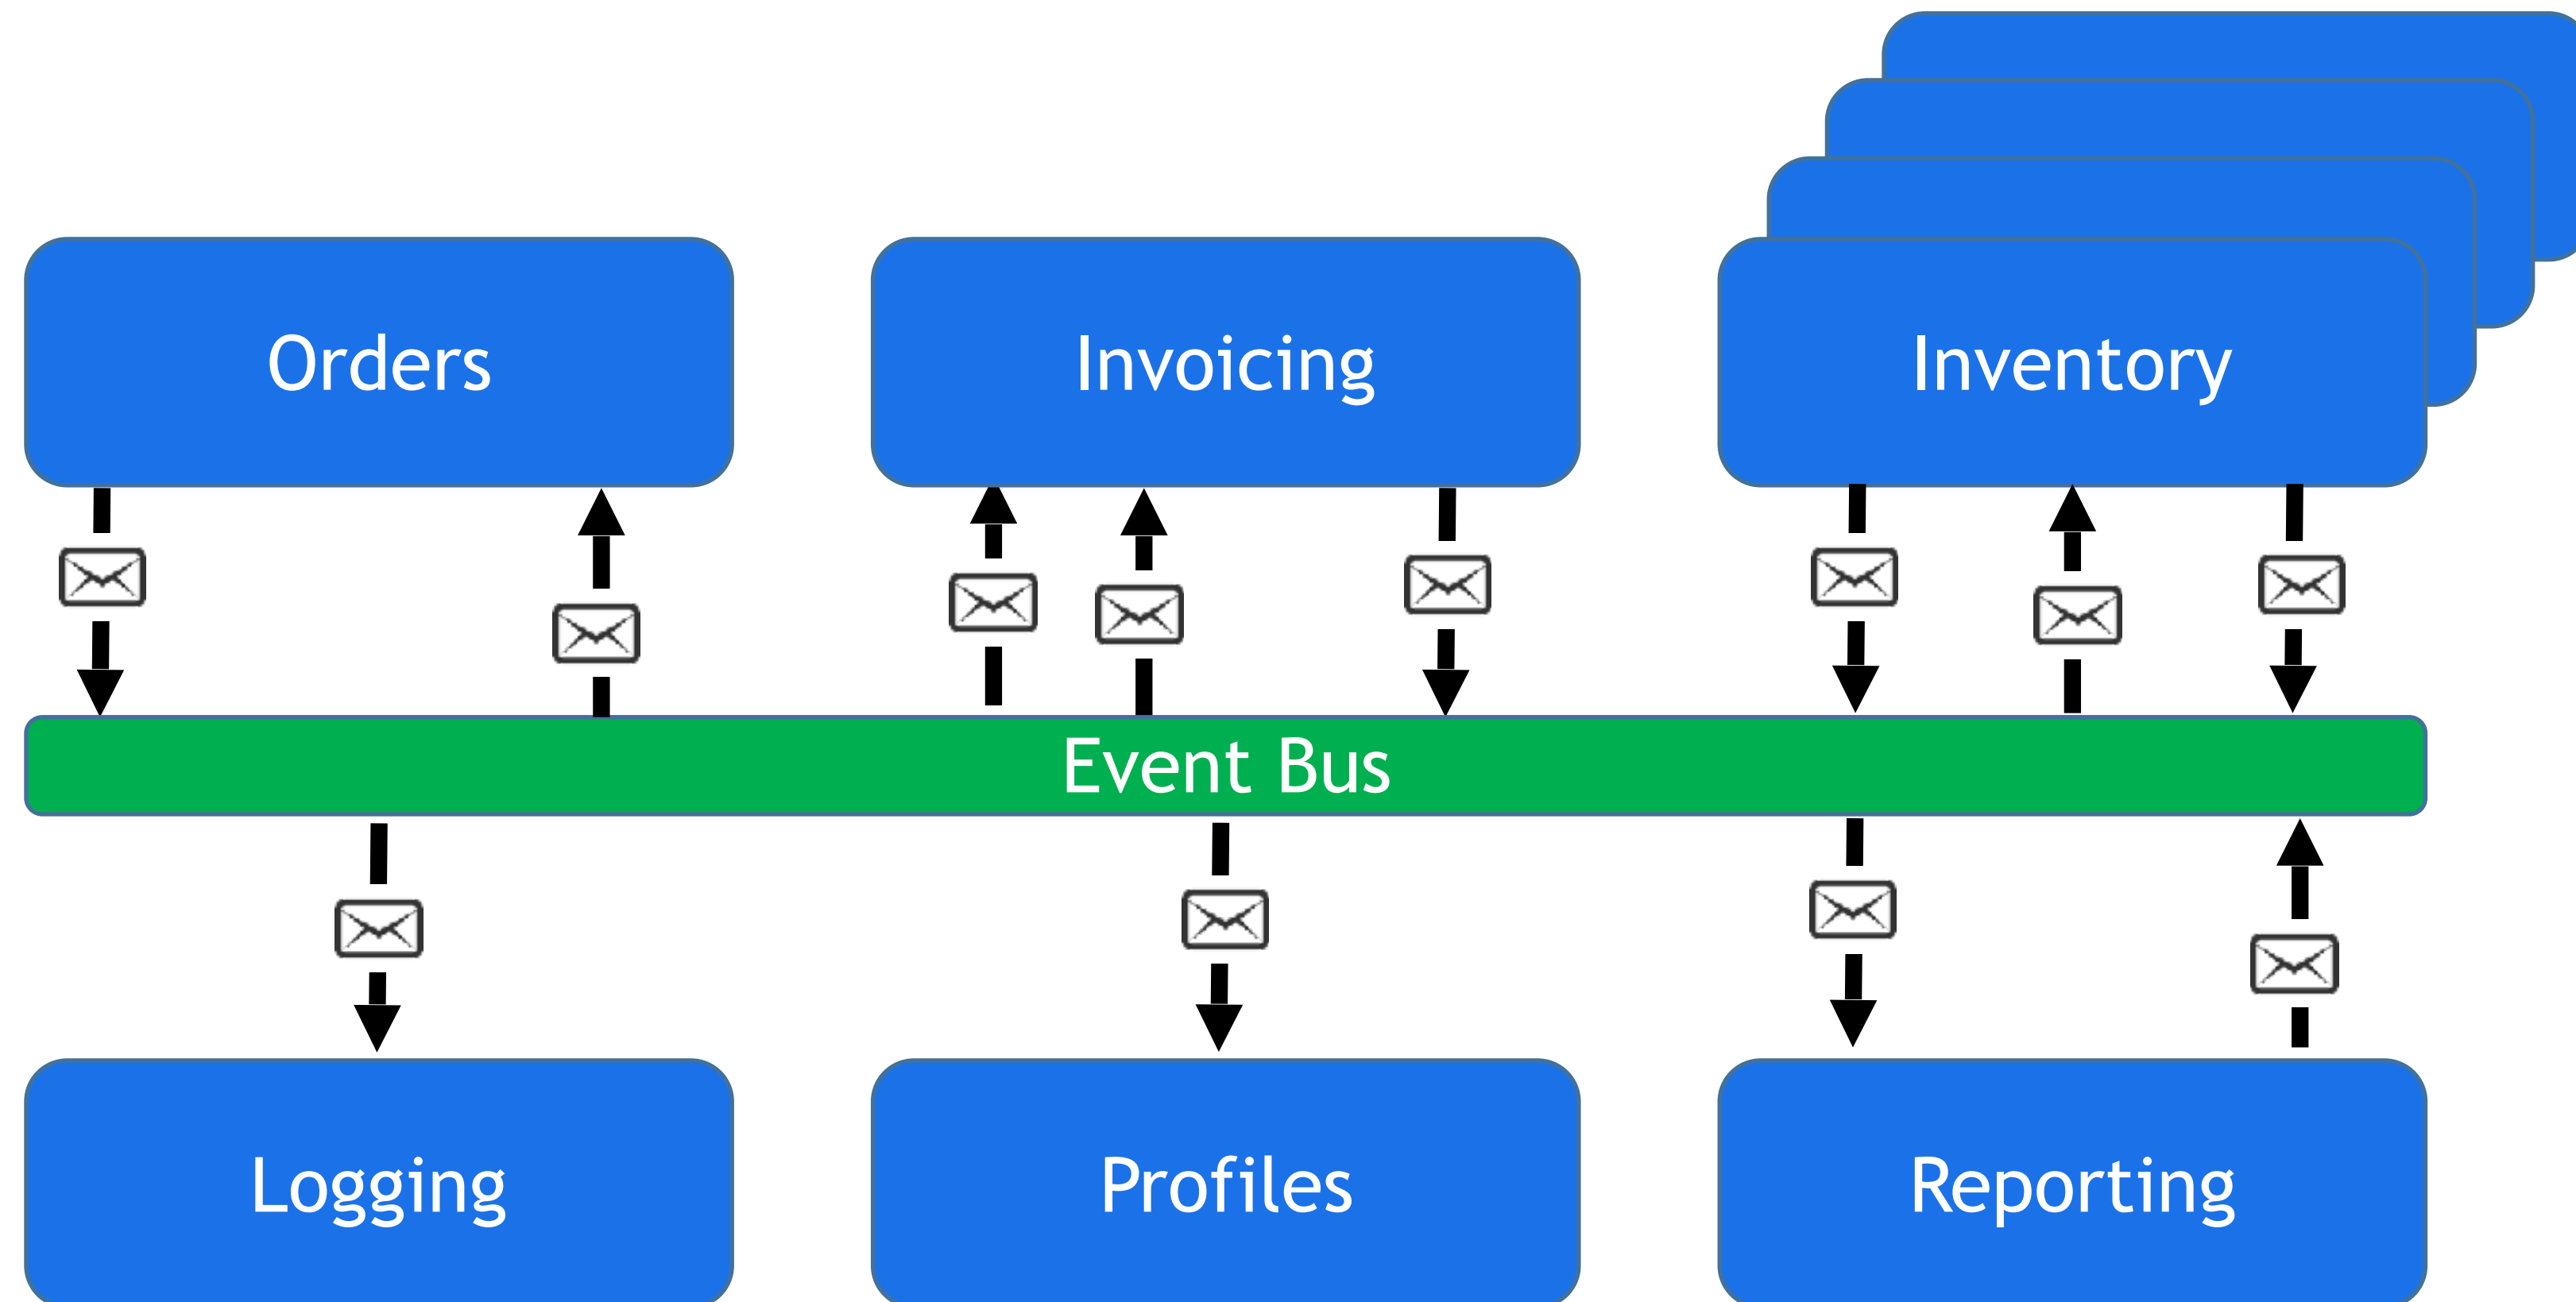 Orders
Invoicing
Inventory
Event Bus
Logging
Profiles
Reporting